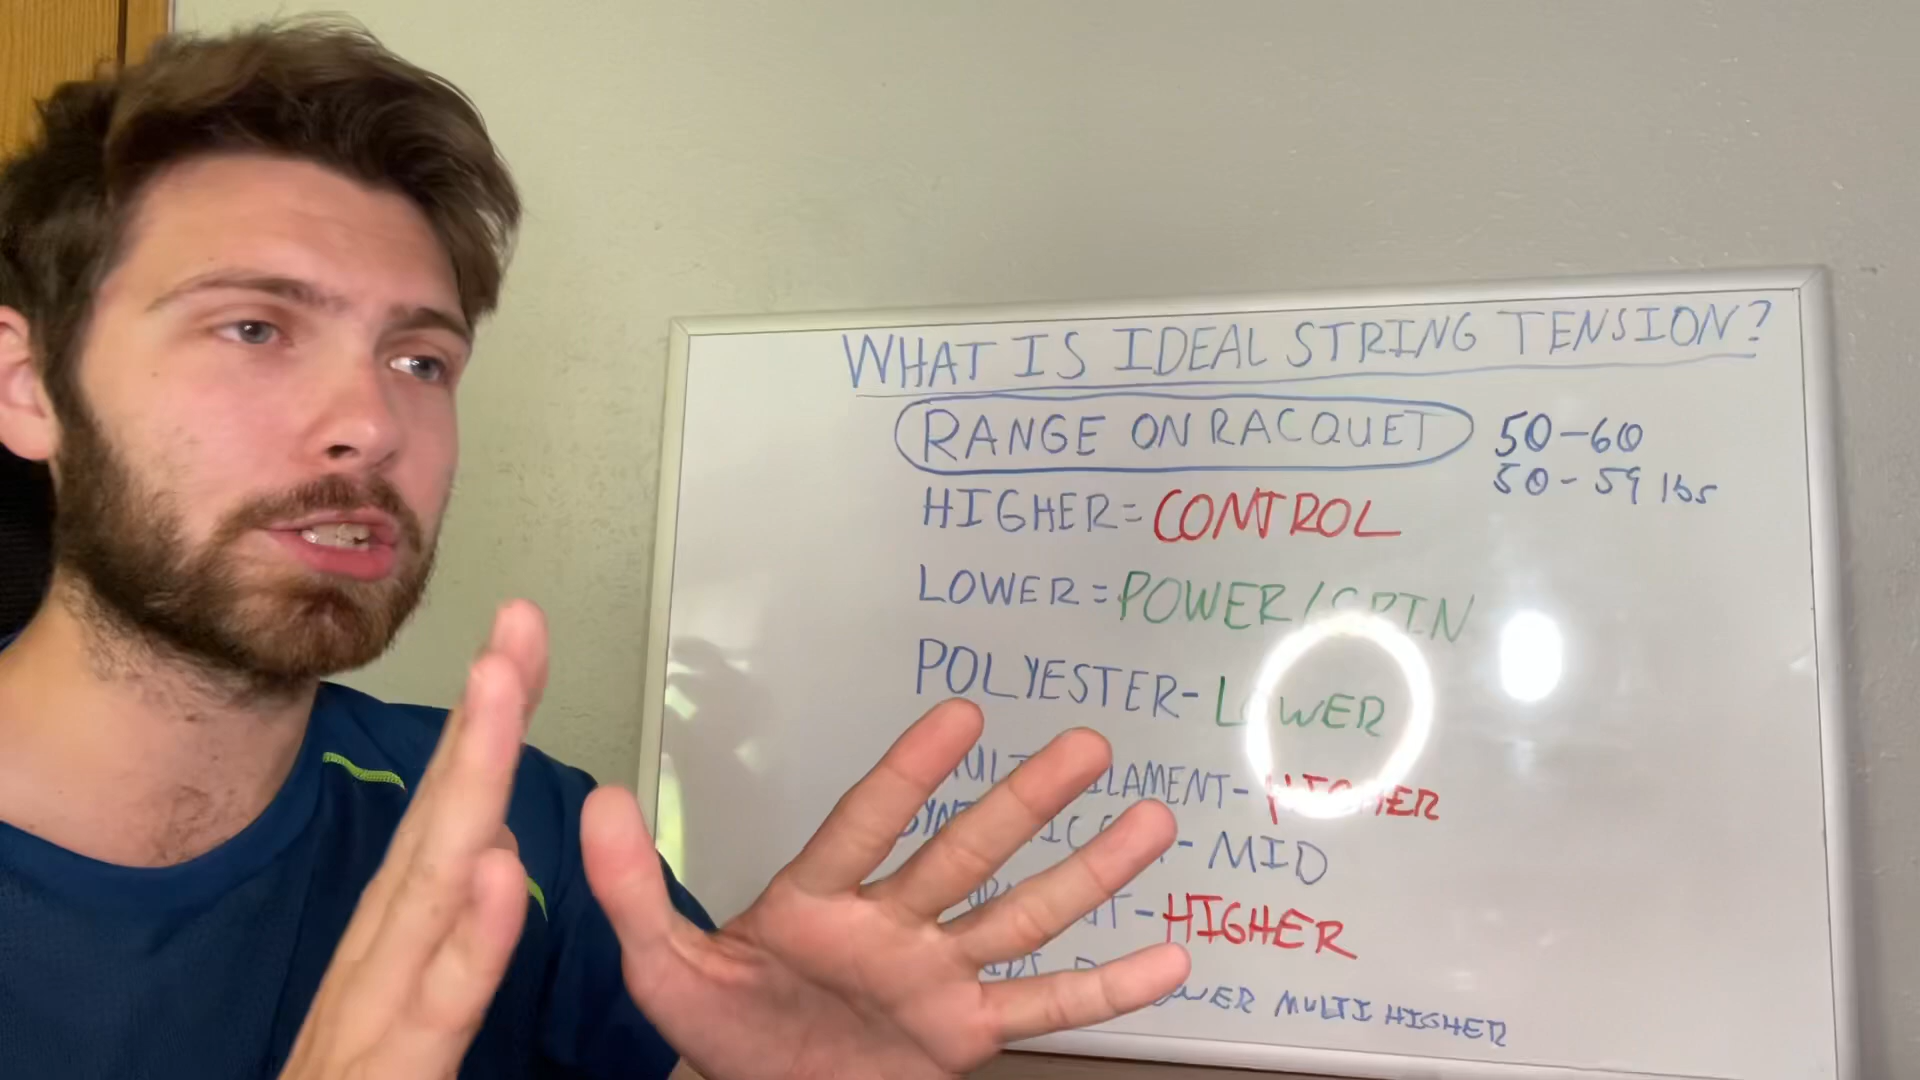 WHAT IS IDEAL STRING TENSION?
RANGE ON RACQUET 50-60
50-59 lbs
HIGHER=CONTROL
LOWER=POWER/SPIN
POLYESTER-LOWER
-HIGHER
-MID
-HIGHER
MULTI HIGHER